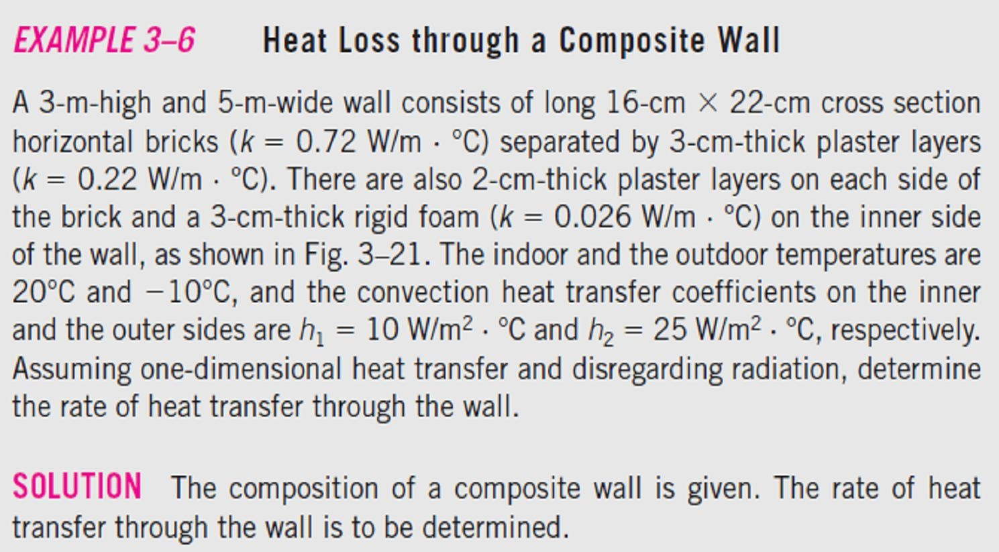 EXAMPLE 3–6 Heat Loss through a Composite Wall
A 3-m-high and 5-m-wide wall consists of long 16-cm × 22-cm cross section
horizontal bricks (k = 0.72 W/m · °C) separated by 3-cm-thick plaster layers
(k = 0.22 W/m · °C). There are also 2-cm-thick plaster layers on each side of
the brick and a 3-cm-thick rigid foam (k = 0.026 W/m · °C) on the inner side
of the wall, as shown in Fig. 3–21. The indoor and the outdoor temperatures are
20°C and −10°C, and the convection heat transfer coefficients on the inner
and the outer sides are h₁ = 10 W/m² · °C and h₂ = 25 W/m² · °C, respectively.
Assuming one-dimensional heat transfer and disregarding radiation, determine
the rate of heat transfer through the wall.
SOLUTION The composition of a composite wall is given. The rate of heat
transfer through the wall is to be determined.